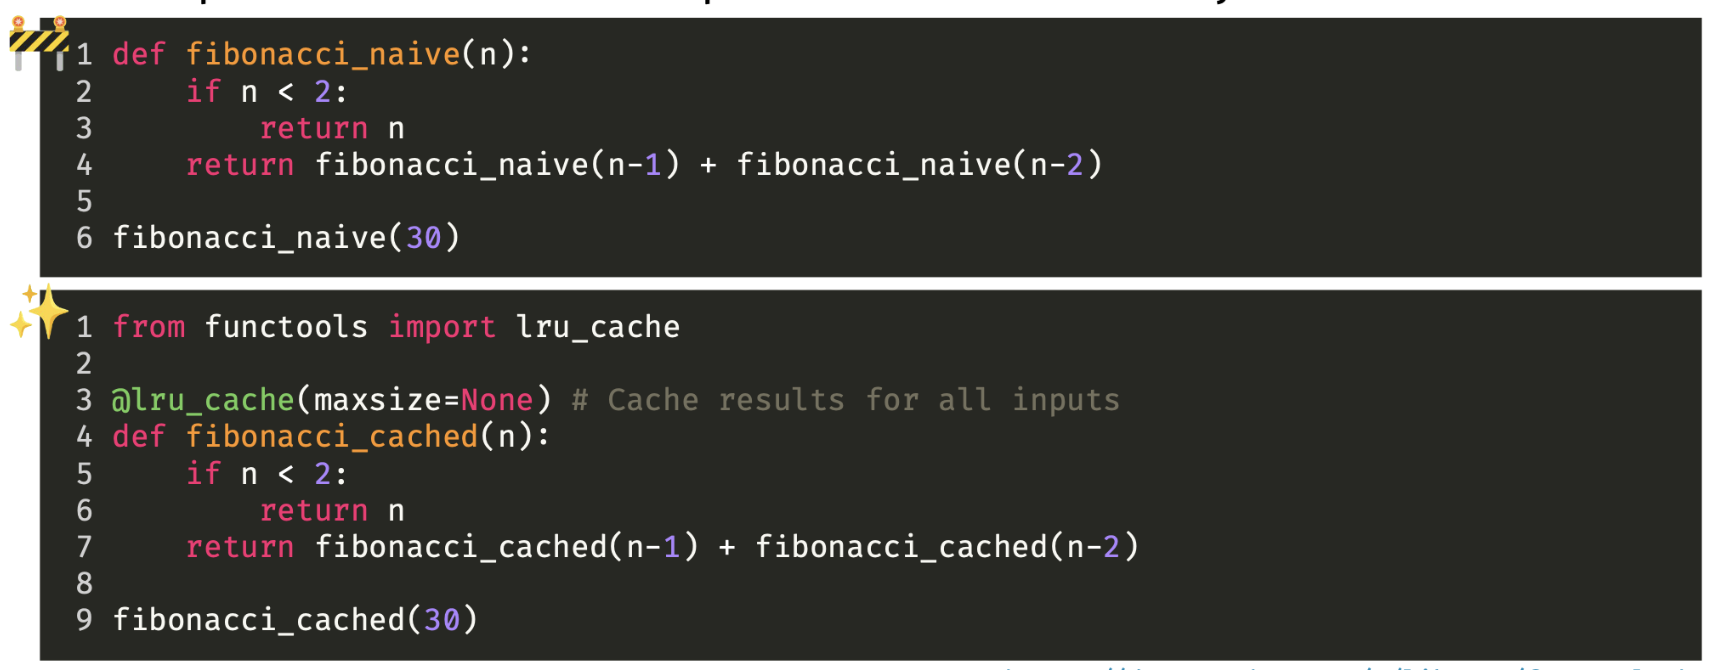 1 def fibonacci_naive(n):
2     if n < 2:
3         return n
4     return fibonacci_naive(n-1) + fibonacci_naive(n-2)
5
6 fibonacci_naive(30)
1 from functools import lru_cache
2
3 @lru_cache(maxsize=None) # Cache results for all inputs
4 def fibonacci_cached(n):
5     if n < 2:
6         return n
7     return fibonacci_cached(n-1) + fibonacci_cached(n-2)
8
9 fibonacci_cached(30)